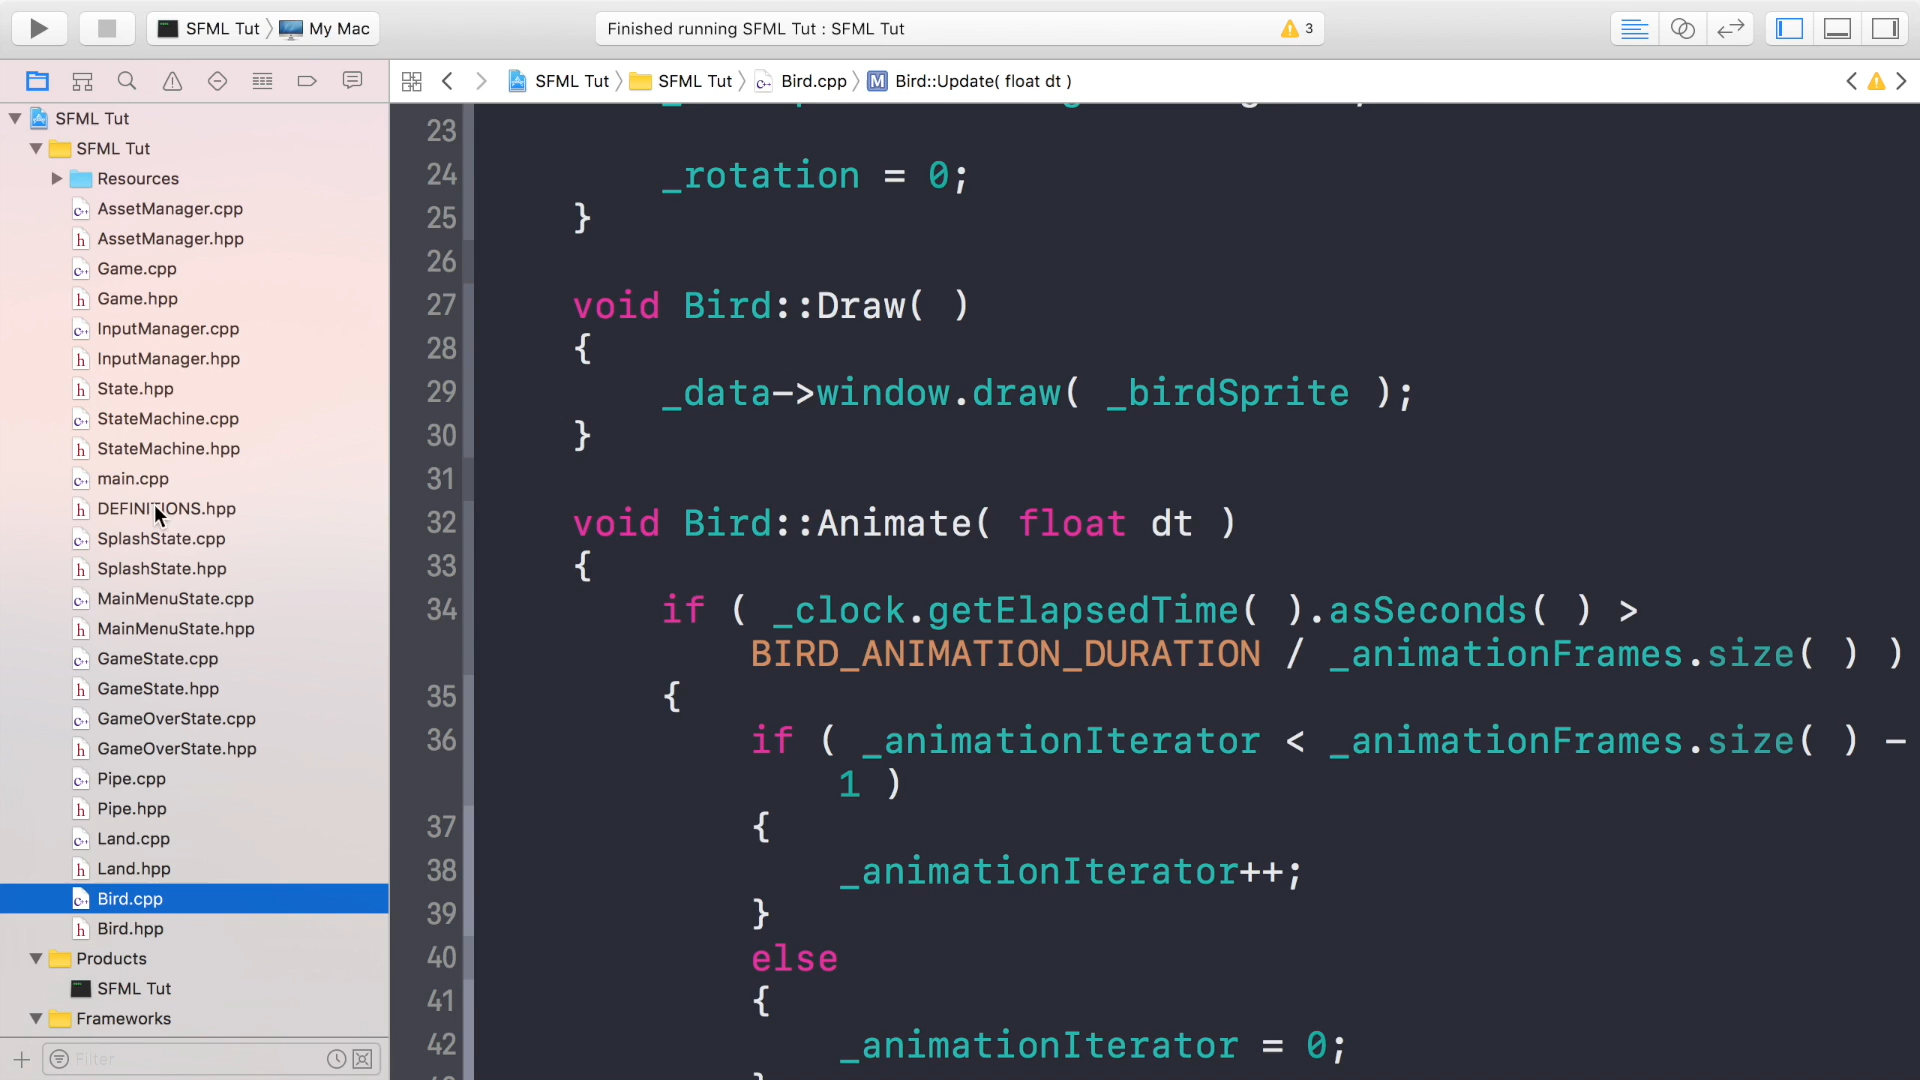 SFML Tut My Mac
Finished running SFML Tut : SFML Tut 3
SFML Tut SFML Tut Bird.cpp M Bird::Update( float dt )
SFML Tut
SFML Tut
Resources
AssetManager.cpp
AssetManager.hpp
Game.cpp
Game.hpp
InputManager.cpp
InputManager.hpp
State.hpp
StateMachine.cpp
StateMachine.hpp
main.cpp
DEFINITIONS.hpp
SplashState.cpp
SplashState.hpp
MainMenuState.cpp
MainMenuState.hpp
GameState.cpp
GameState.hpp
GameOverState.cpp
GameOverState.hpp
Pipe.cpp
Pipe.hpp
Land.cpp
Land.hpp
Bird.cpp
Bird.hpp
Products
SFML Tut
Frameworks
Filter
23
24 _rotation = 0;
25 }
26
27 void Bird::Draw( )
28 {
29 _data->window.draw( _birdSprite );
30 }
31
32 void Bird::Animate( float dt )
33 {
34 if ( _clock.getElapsedTime( ).asSeconds( ) >
BIRD_ANIMATION_DURATION / _animationFrames.size( ) )
35 {
36 if ( _animationIterator < _animationFrames.size( ) -
1 )
37 {
38 _animationIterator++;
39 }
40 else
41 {
42 _animationIterator = 0;